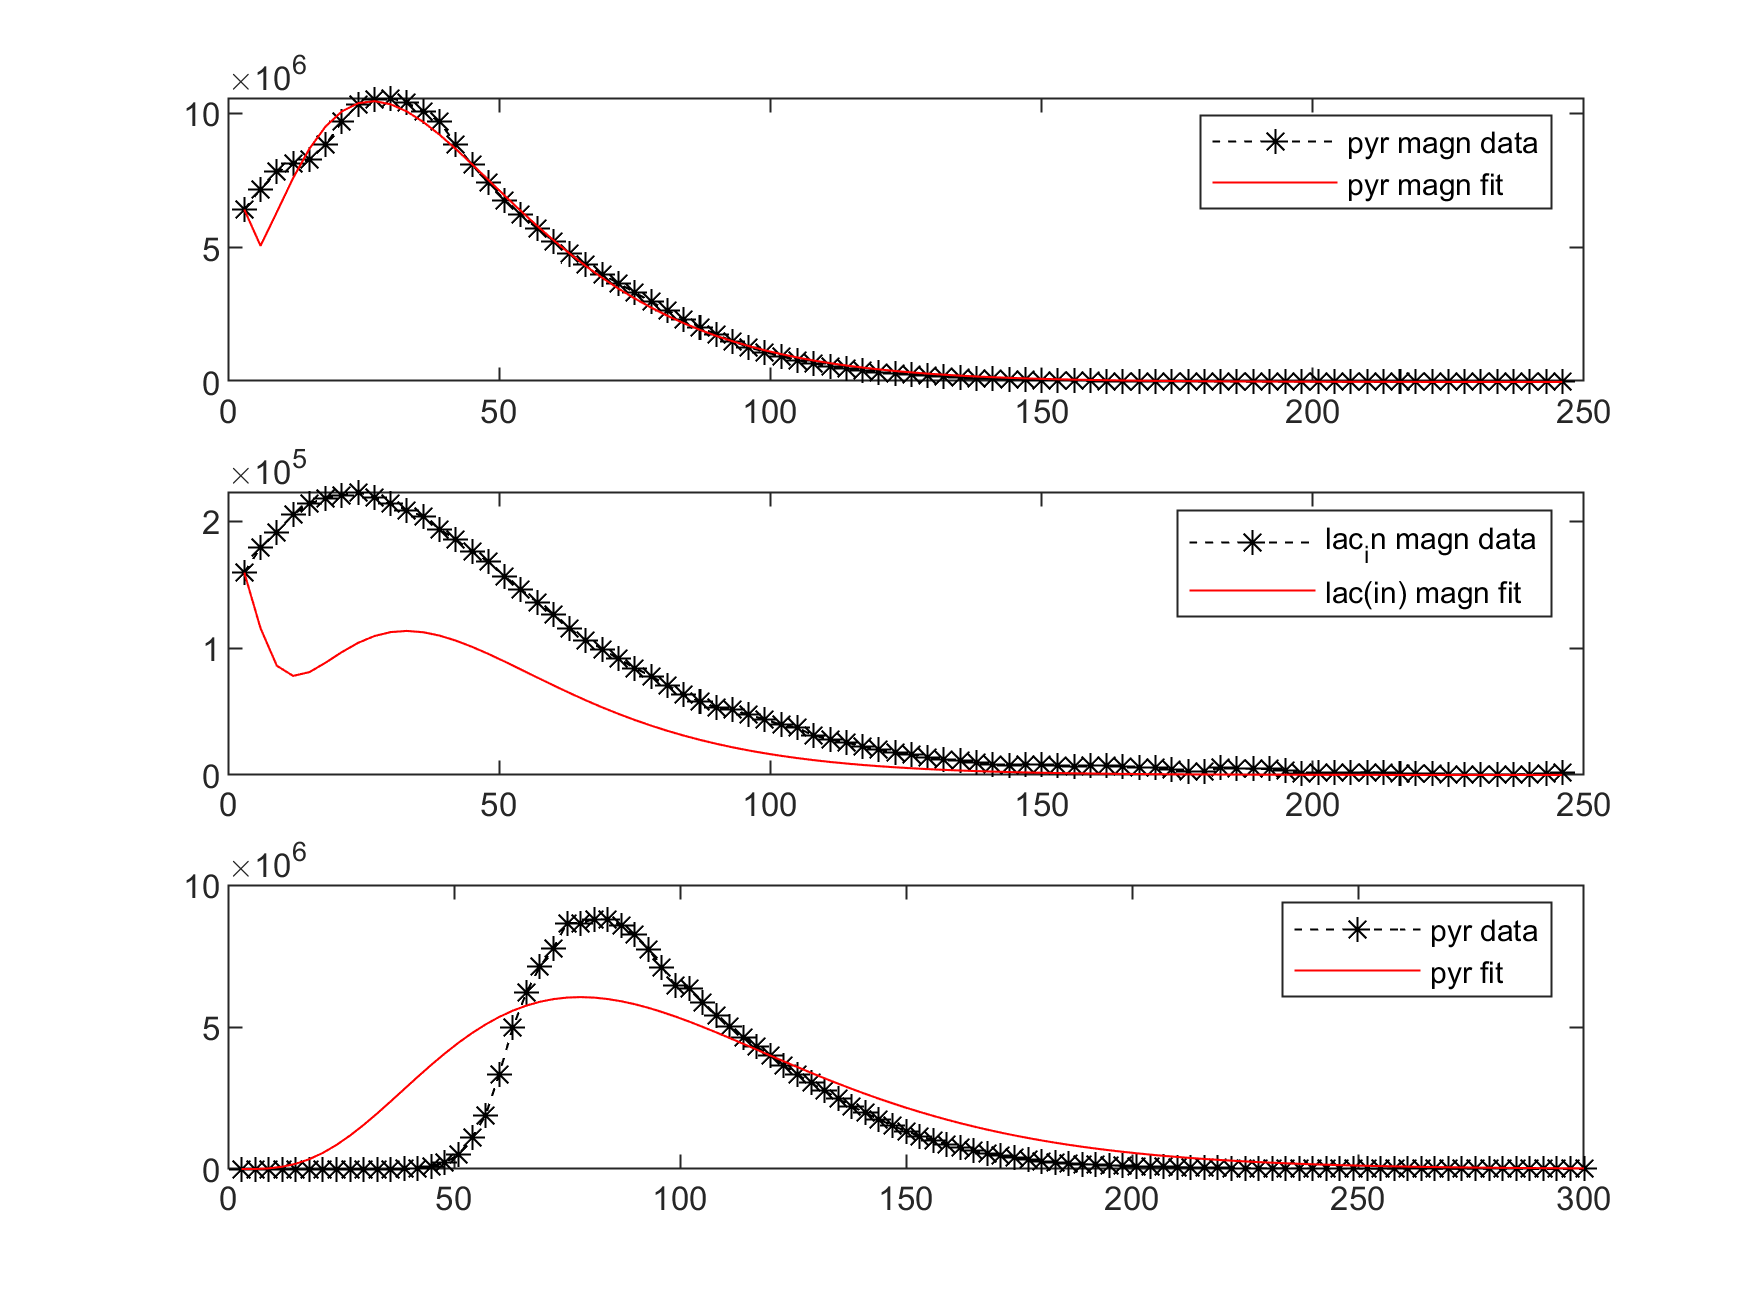 ×10^6
10
5
0
0 50 100 150 200 250
pyr magn data
pyr magn fit
×10^5
2
1
0
0 50 100 150 200 250
lac_in magn data
lac(in) magn fit
×10^6
10
5
0
0 50 100 150 200 250 300
pyr data
pyr fit